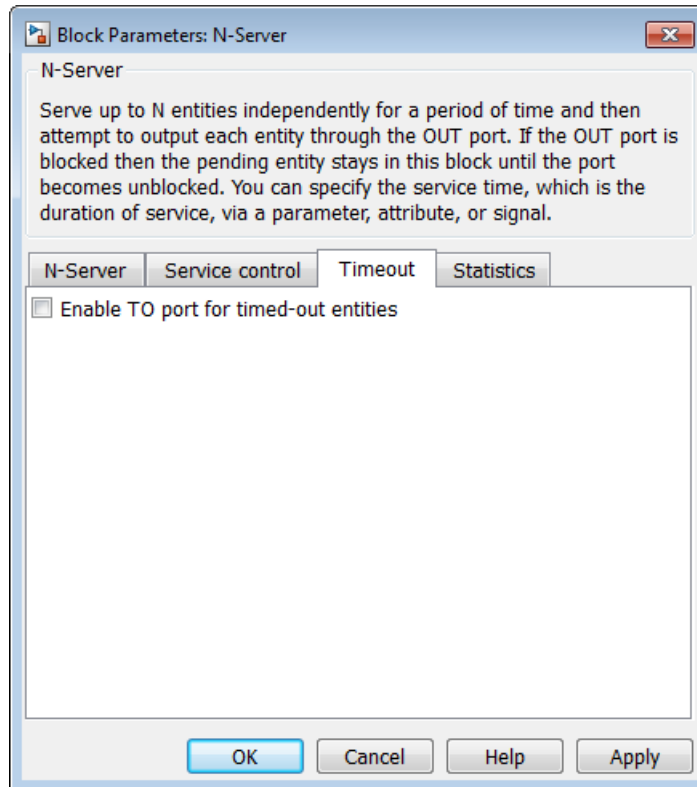 Block Parameters: N-Server
N-Server
Serve up to N entities independently for a period of time and then
attempt to output each entity through the OUT port. If the OUT port is
blocked then the pending entity stays in this block until the port
becomes unblocked. You can specify the service time, which is the
duration of service, via a parameter, attribute, or signal.
N-Server Service control Timeout Statistics
Enable TO port for timed-out entities
OK Cancel Help Apply